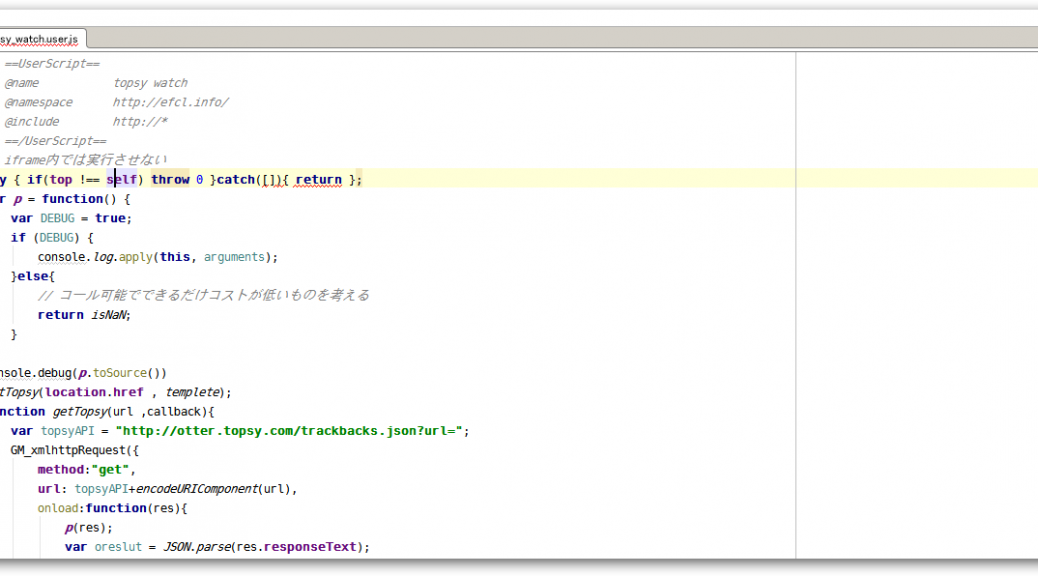 sy_watch.user.js
==UserScript==
@name topsy watch
@namespace http://efcl.info/
@include http://*
==/UserScript==
iframe内では実行させない
y { if(top !== self) throw 0 }catch([]){ return };
r p = function() {
var DEBUG = true;
if (DEBUG) {
console.log.apply(this, arguments);
}else{
// コール可能でできるだけコストが低いものを考える
return isNaN;
}
nsole.debug(p.toSource())
tTopsy(location.href , templete);
nction getTopsy(url ,callback){
var topsyAPI = "http://otter.topsy.com/trackbacks.json?url=";
GM_xmlhttpRequest({
method:"get",
url: topsyAPI+encodeURIComponent(url),
onload:function(res){
p(res);
var oreslut = JSON.parse(res.responseText);